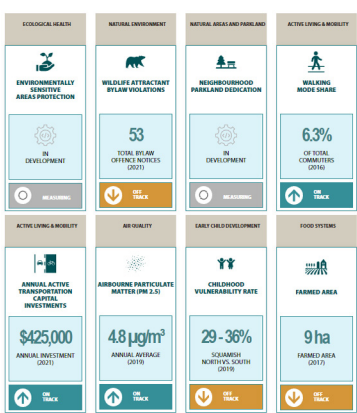 ECOLOGICAL HEALTH
ENVIRONMENTALLY
SENSITIVE
AREAS PROTECTION
IN
DEVELOPMENT
MEASURING
NATURAL ENVIRONMENT
WILDLIFE ATTRACTANT
BYLAW VIOLATIONS
53
TOTAL BYLAW
OFFENCE NOTICES
(2021)
OFF
TRACK
NATURAL AREAS AND PARKLAND
NEIGHBOURHOOD
PARKLAND DEDICATION
IN
DEVELOPMENT
MEASURING
ACTIVE LIVING & MOBILITY
WALKING
MODE SHARE
6.3%
OF TOTAL
COMMUTERS
(2016)
ON
TRACK
ACTIVE LIVING & MOBILITY
ANNUAL ACTIVE
TRANSPORTATION
CAPITAL
INVESTMENTS
$425,000
ANNUAL INVESTMENT
(2021)
ON
TRACK
AIR QUALITY
AIRBOURNE PARTICULATE
MATTER (PM 2.5)
4.8 µg/m³
ANNUAL AVERAGE
(2019)
ON
TRACK
EARLY CHILD DEVELOPMENT
CHILDHOOD
VULNERABILITY RATE
29 - 36%
SQUAMISH
NORTH VS. SOUTH
(2019)
OFF
TRACK
FOOD SYSTEMS
FARMED AREA
9 ha
FARMED AREA
(2017)
OFF
TRACK